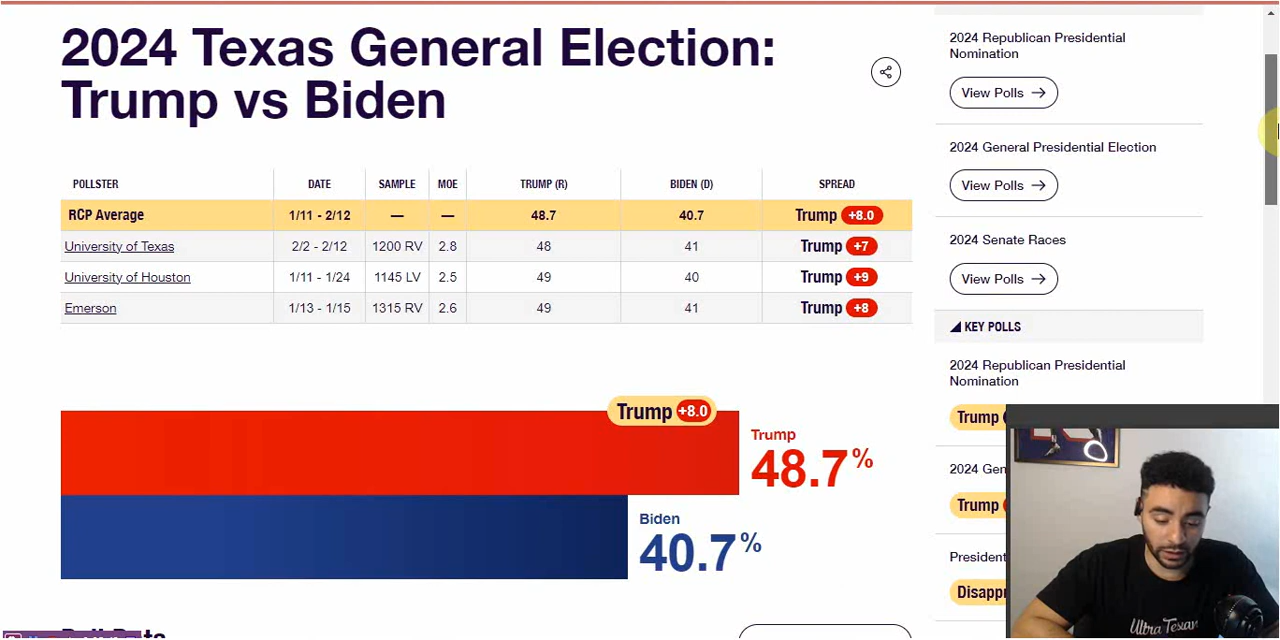 2024 Texas General Election:
Trump vs Biden
POLLSTER DATE SAMPLE MOE TRUMP (R) BIDEN (D) SPREAD
RCP Average 1/11 - 2/12 — — 48.7 40.7 Trump +8.0
University of Texas 2/2 - 2/12 1200 RV 2.8 48 41 Trump +7
University of Houston 1/11 - 1/24 1145 LV 2.5 49 40 Trump +9
Emerson 1/13 - 1/15 1315 RV 2.6 49 41 Trump +8
Trump +8.0
Trump
48.7%
Biden
40.7%
2024 Republican Presidential
Nomination
View Polls →
2024 General Presidential Election
View Polls →
2024 Senate Races
View Polls →
KEY POLLS
2024 Republican Presidential
Nomination
Trump
2024 Gen
Trump
President
Disappr
Ultra Texan